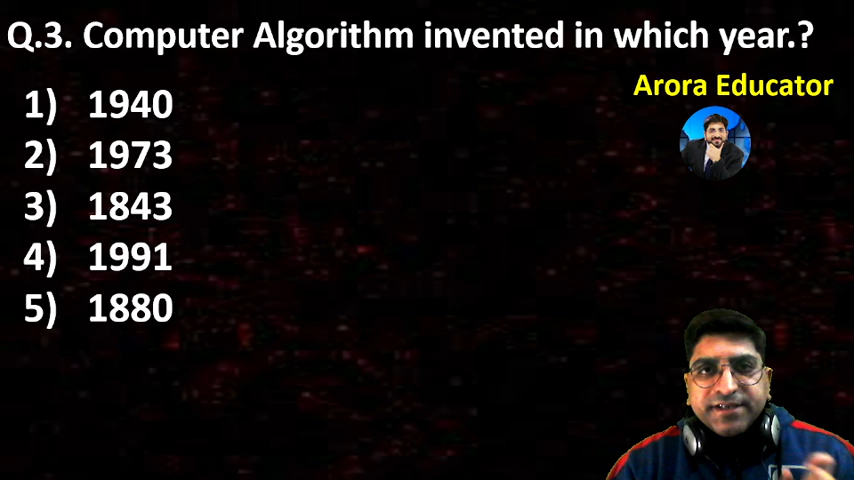 Q.3. Computer Algorithm invented in which year.?
Arora Educator
1) 1940
2) 1973
3) 1843
4) 1991
5) 1880